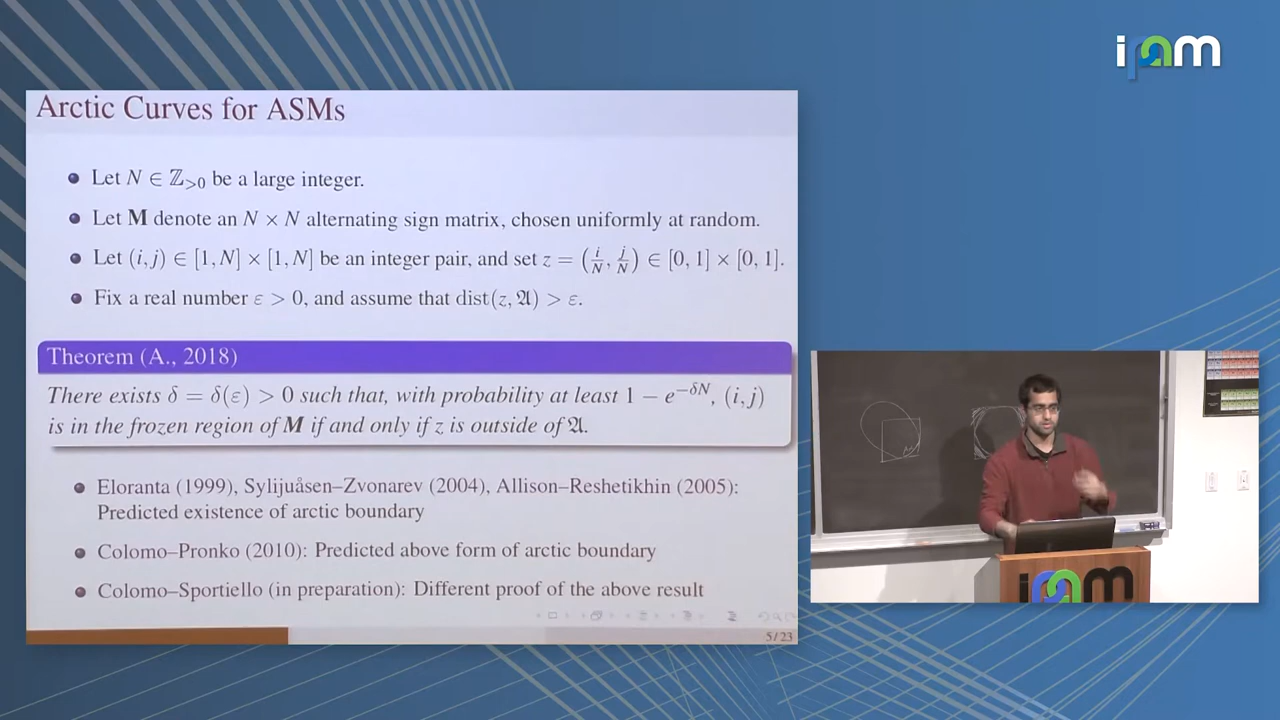 ipam
Arctic Curves for ASMs
Let N ∈ ℤ_{>0} be a large integer.
Let M denote an N × N alternating sign matrix, chosen uniformly at random.
Let (i, j) ∈ [1, N] × [1, N] be an integer pair, and set z = (i/N, j/N) ∈ [0, 1] × [0, 1].
Fix a real number ε > 0, and assume that dist(z, 𝔄) > ε.
Theorem (A., 2018)
There exists δ = δ(ε) > 0 such that, with probability at least 1 − e^{−δN}, (i, j)
is in the frozen region of M if and only if z is outside of 𝔄.
Eloranta (1999), Sylijuåsen–Zvonarev (2004), Allison–Reshetikhin (2005):
Predicted existence of arctic boundary
Colomo–Pronko (2010): Predicted above form of arctic boundary
Colomo–Sportiello (in preparation): Different proof of the above result
5/23
ipam